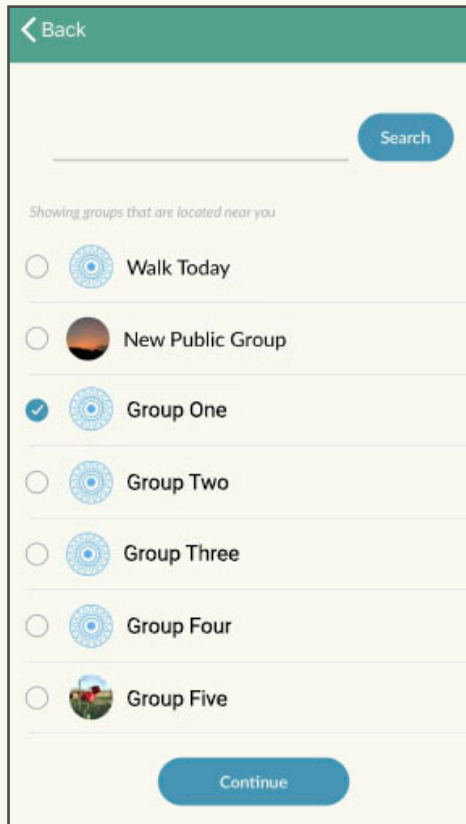 Back
Search
Showing groups that are located near you
Walk Today
New Public Group
Group One
Group Two
Group Three
Group Four
Group Five
Continue